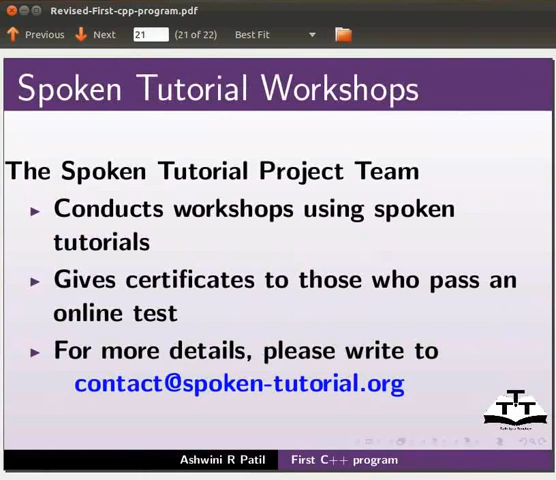 Revised-First-cpp-program.pdf
Previous Next 21 (21 of 22) Best Fit
Spoken Tutorial Workshops
The Spoken Tutorial Project Team
Conducts workshops using spoken
tutorials
Gives certificates to those who pass an
online test
For more details, please write to
contact@spoken-tutorial.org
Ashwini R Patil First C++ program